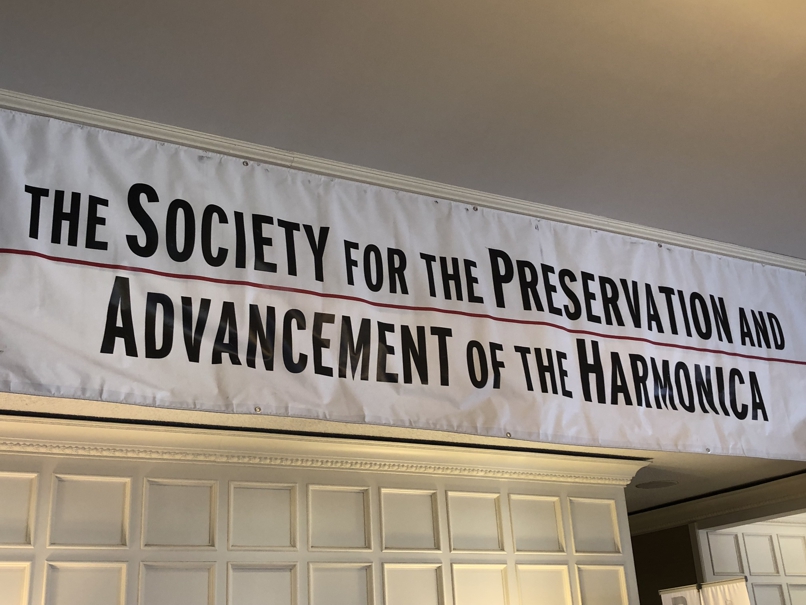 THE SOCIETY FOR THE PRESERVATION AND
ADVANCEMENT OF THE HARMONICA